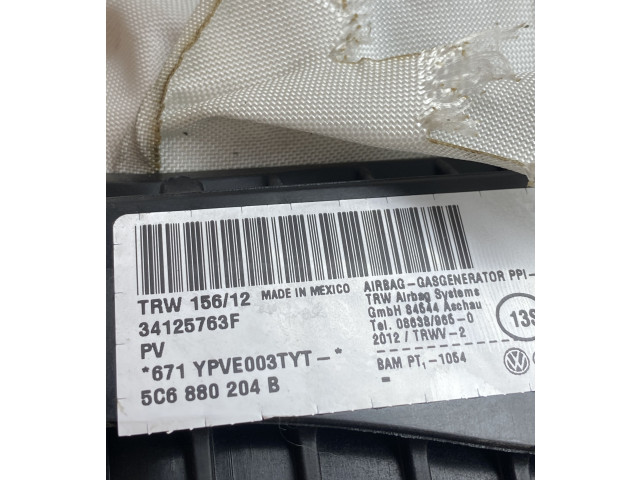 TRW 156/12 MADE IN MEXICO
34125763F
PV
*671 YPVE003TYT-*
5C6 880 204 B
AIRBAG-GASGENERATOR PPI-
TRW Airbag Systems
GmbH 84544 Aschau
Tel. 08638/965-0
2012 / TRWV-2
BAM PT,-1054
-
13S